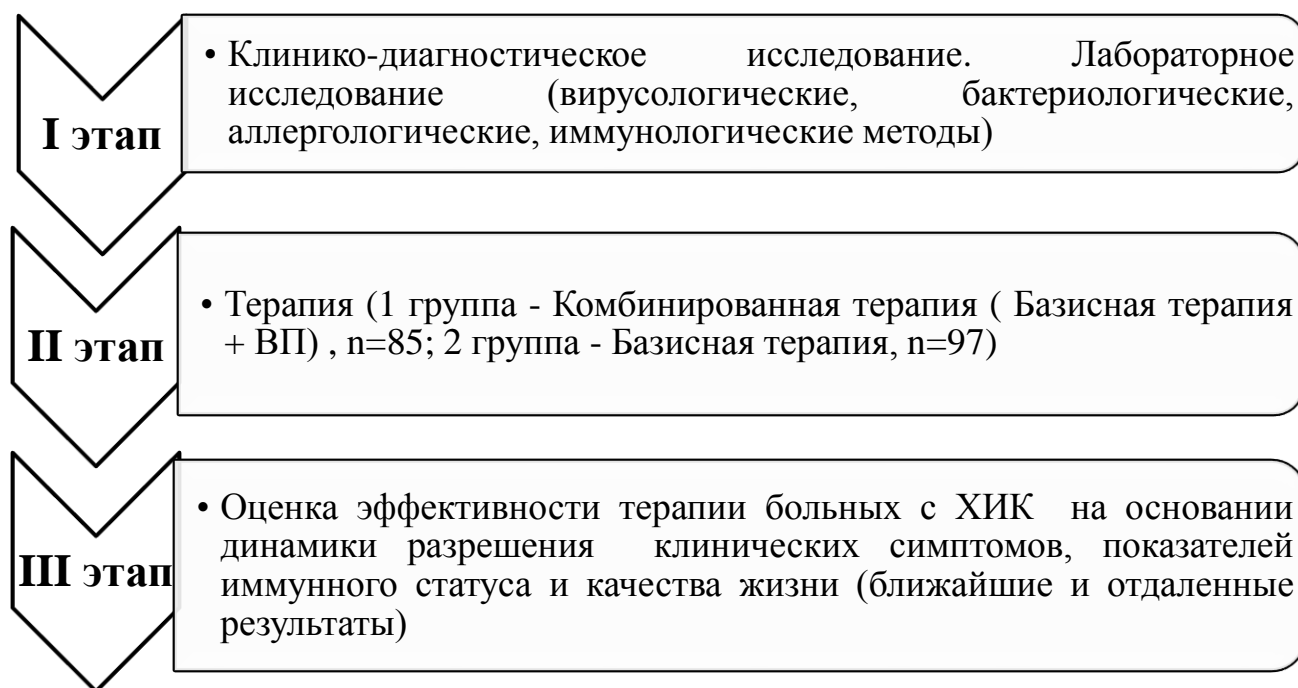 I этап
• Клинико-диагностическое исследование. Лабораторное
исследование (вирусологические, бактериологические,
аллергологические, иммунологические методы)
II этап
• Терапия (1 группа - Комбинированная терапия ( Базисная терапия
+ ВП) , n=85; 2 группа - Базисная терапия, n=97)
III этап
• Оценка эффективности терапии больных с ХИК на основании
динамики разрешения клинических симптомов, показателей
иммунного статуса и качества жизни (ближайшие и отдаленные
результаты)